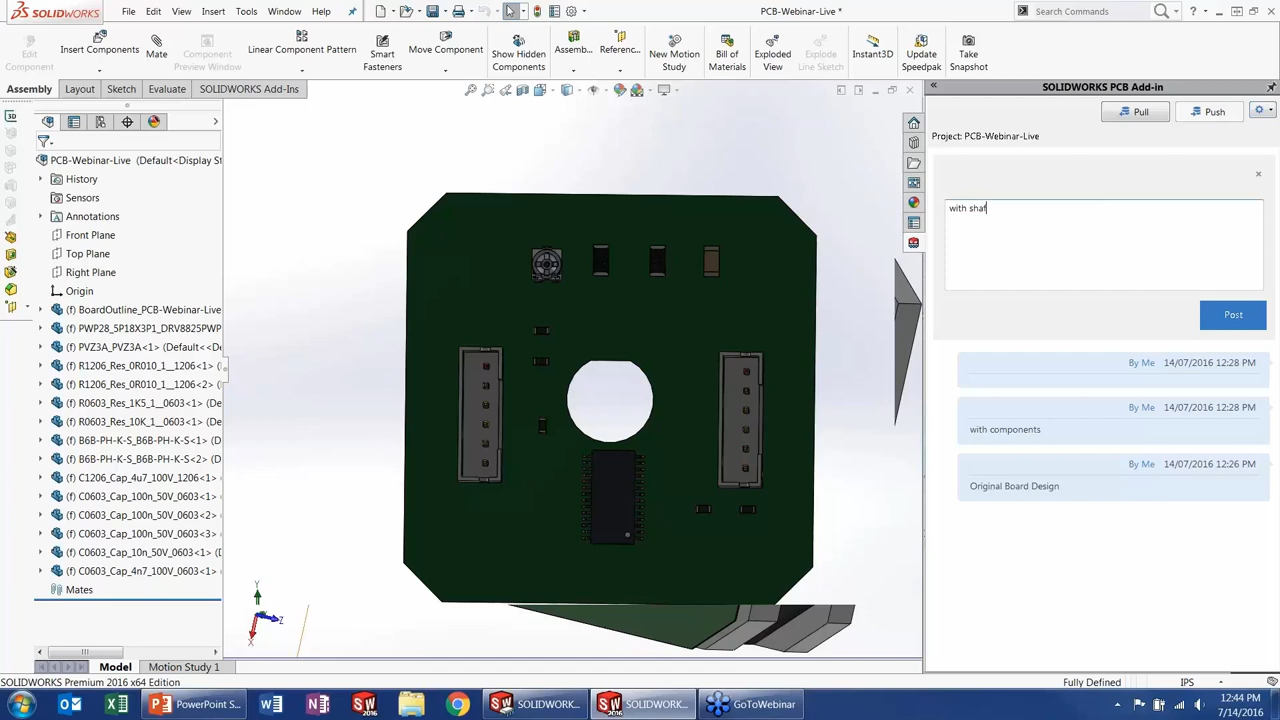 SOLIDWORKS File Edit View Insert Tools Window Help PCB-Webinar-Live * Search Commands
Edit Component
Insert Components
Mate
Component Preview Window
Linear Component Pattern
Smart Fasteners
Move Component
Show Hidden Components
Assemb...
Referenc...
New Motion Study
Bill of Materials
Exploded View
Explode Line Sketch
Instant3D
Update Speedpak
Take Snapshot
Assembly Layout Sketch Evaluate SOLIDWORKS Add-Ins
PCB-Webinar-Live (Default<Display St
History
Sensors
Annotations
Front Plane
Top Plane
Right Plane
Origin
(f) BoardOutline_PCB-Webinar-Live
(f) PWP28_5P18X3P1_DRV8825PWP
(f) PVZ3A_PVZ3A<1> (Default<<Def
(f) R1206_Res_0R010_1__1206<1> (
(f) R1206_Res_0R010_1__1206<2> (
(f) R0603_Res_1K5_1__0603<1> (De
(f) R0603_Res_10K_1__0603<1> (De
(f) B6B-PH-K-S_B6B-PH-K-S<1> (De
(f) B6B-PH-K-S_B6B-PH-K-S<2> (De
(f) C1206_Cap_4u7_100V_1206<1> (
(f) C0603_Cap_100n_50V_0603<1> (
(f) C0603_Cap_100n_50V_0603<2> (
(f) C0603_Cap_100n_50V_0603<3> (
(f) C0603_Cap_10n_50V_0603<1> (D
(f) C0603_Cap_4n7_100V_0603<1> (
Mates
Y
Z
X
SOLIDWORKS PCB Add-in
Pull Push
Project: PCB-Webinar-Live
with shaf
Post
By Me 14/07/2016 12:28 PM
By Me 14/07/2016 12:28 PM
with components
By Me 14/07/2016 12:26 PM
Original Board Design
Model Motion Study 1
SOLIDWORKS Premium 2016 x64 Edition Fully Defined IPS
PowerPoint S...
SOLIDWORK...
SOLIDWORK...
GoToWebinar
12:44 PM
7/14/2016